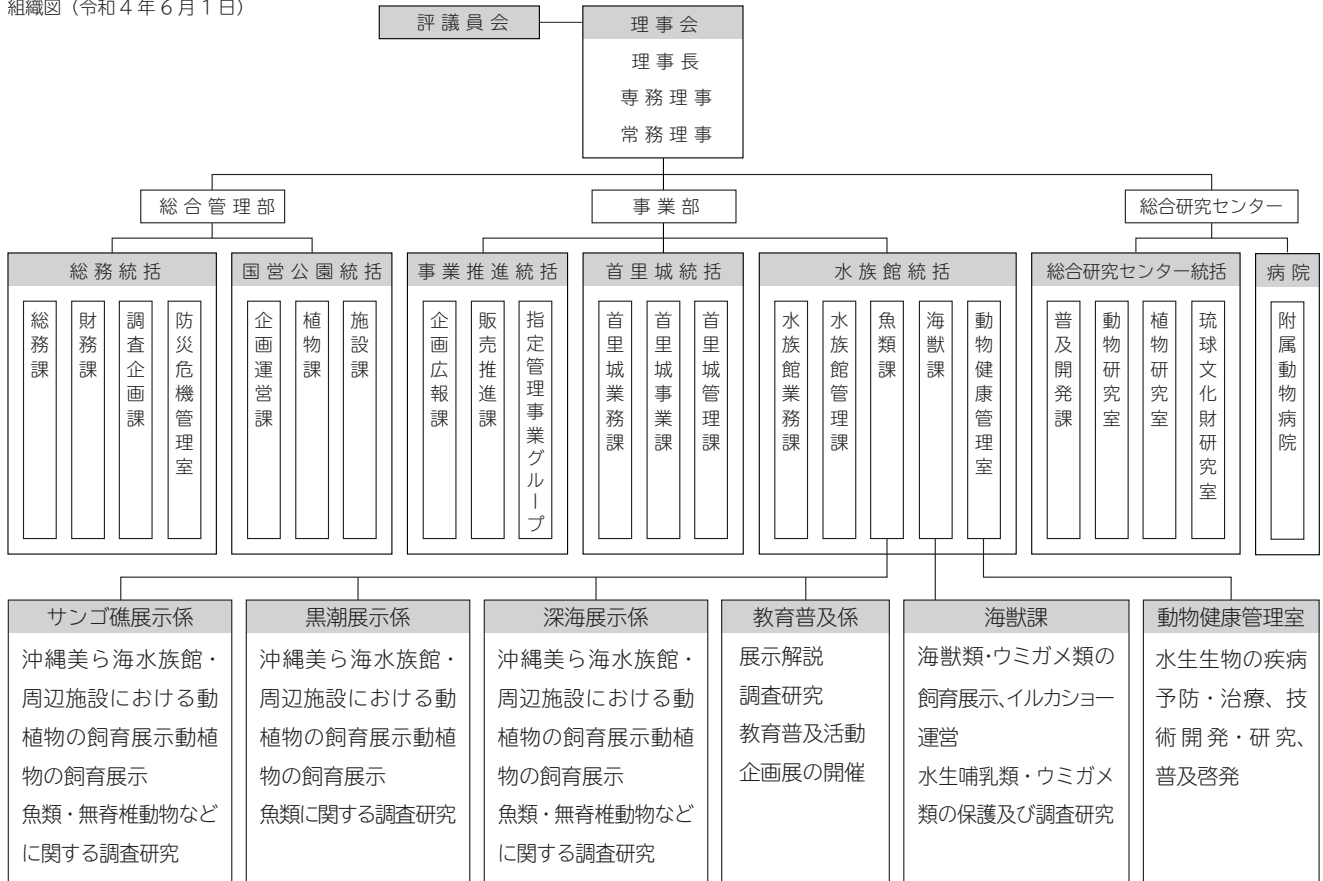 組織図（令和4年6月1日）
評議員会
理事会
理事長
専務理事
常務理事
総合管理部
事業部
総合研究センター
総務統括
総務課
財務課
調査企画課
防災危機管理室
国営公園統括
企画運営課
植物課
施設課
事業推進統括
企画広報課
販売推進課
指定管理事業グループ
首里城統括
首里城業務課
首里城事業課
首里城管理課
水族館統括
水族館業務課
水族館管理課
魚類課
海獣課
動物健康管理室
総合研究センター統括
普及開発課
動物研究室
植物研究室
琉球文化財研究室
病院
附属動物病院
サンゴ礁展示係
沖縄美ら海水族館・
周辺施設における動
植物の飼育展示動植
物の飼育展示
魚類・無脊椎動物など
に関する調査研究
黒潮展示係
沖縄美ら海水族館・
周辺施設における動
植物の飼育展示動植
物の飼育展示
魚類に関する調査研究
深海展示係
沖縄美ら海水族館・
周辺施設における動
植物の飼育展示動植
物の飼育展示
魚類・無脊椎動物など
に関する調査研究
教育普及係
展示解説
調査研究
教育普及活動
企画展の開催
海獣課
海獣類・ウミガメ類の
飼育展示、イルカショー
運営
水生哺乳類・ウミガメ
類の保護及び調査研究
動物健康管理室
水生生物の疾病
予防・治療、技
術開発・研究、
普及啓発